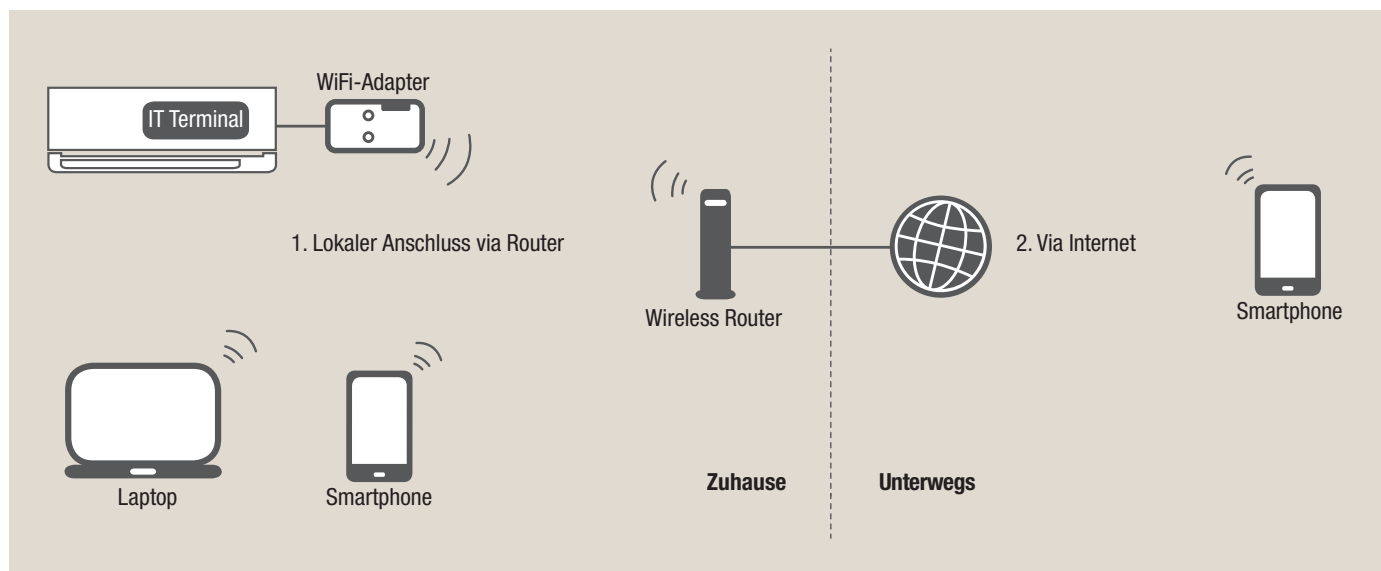 WiFi-Adapter
IT Terminal
1. Lokaler Anschluss via Router
2. Via Internet
Wireless Router
Smartphone
Laptop
Smartphone
Zuhause
Unterwegs